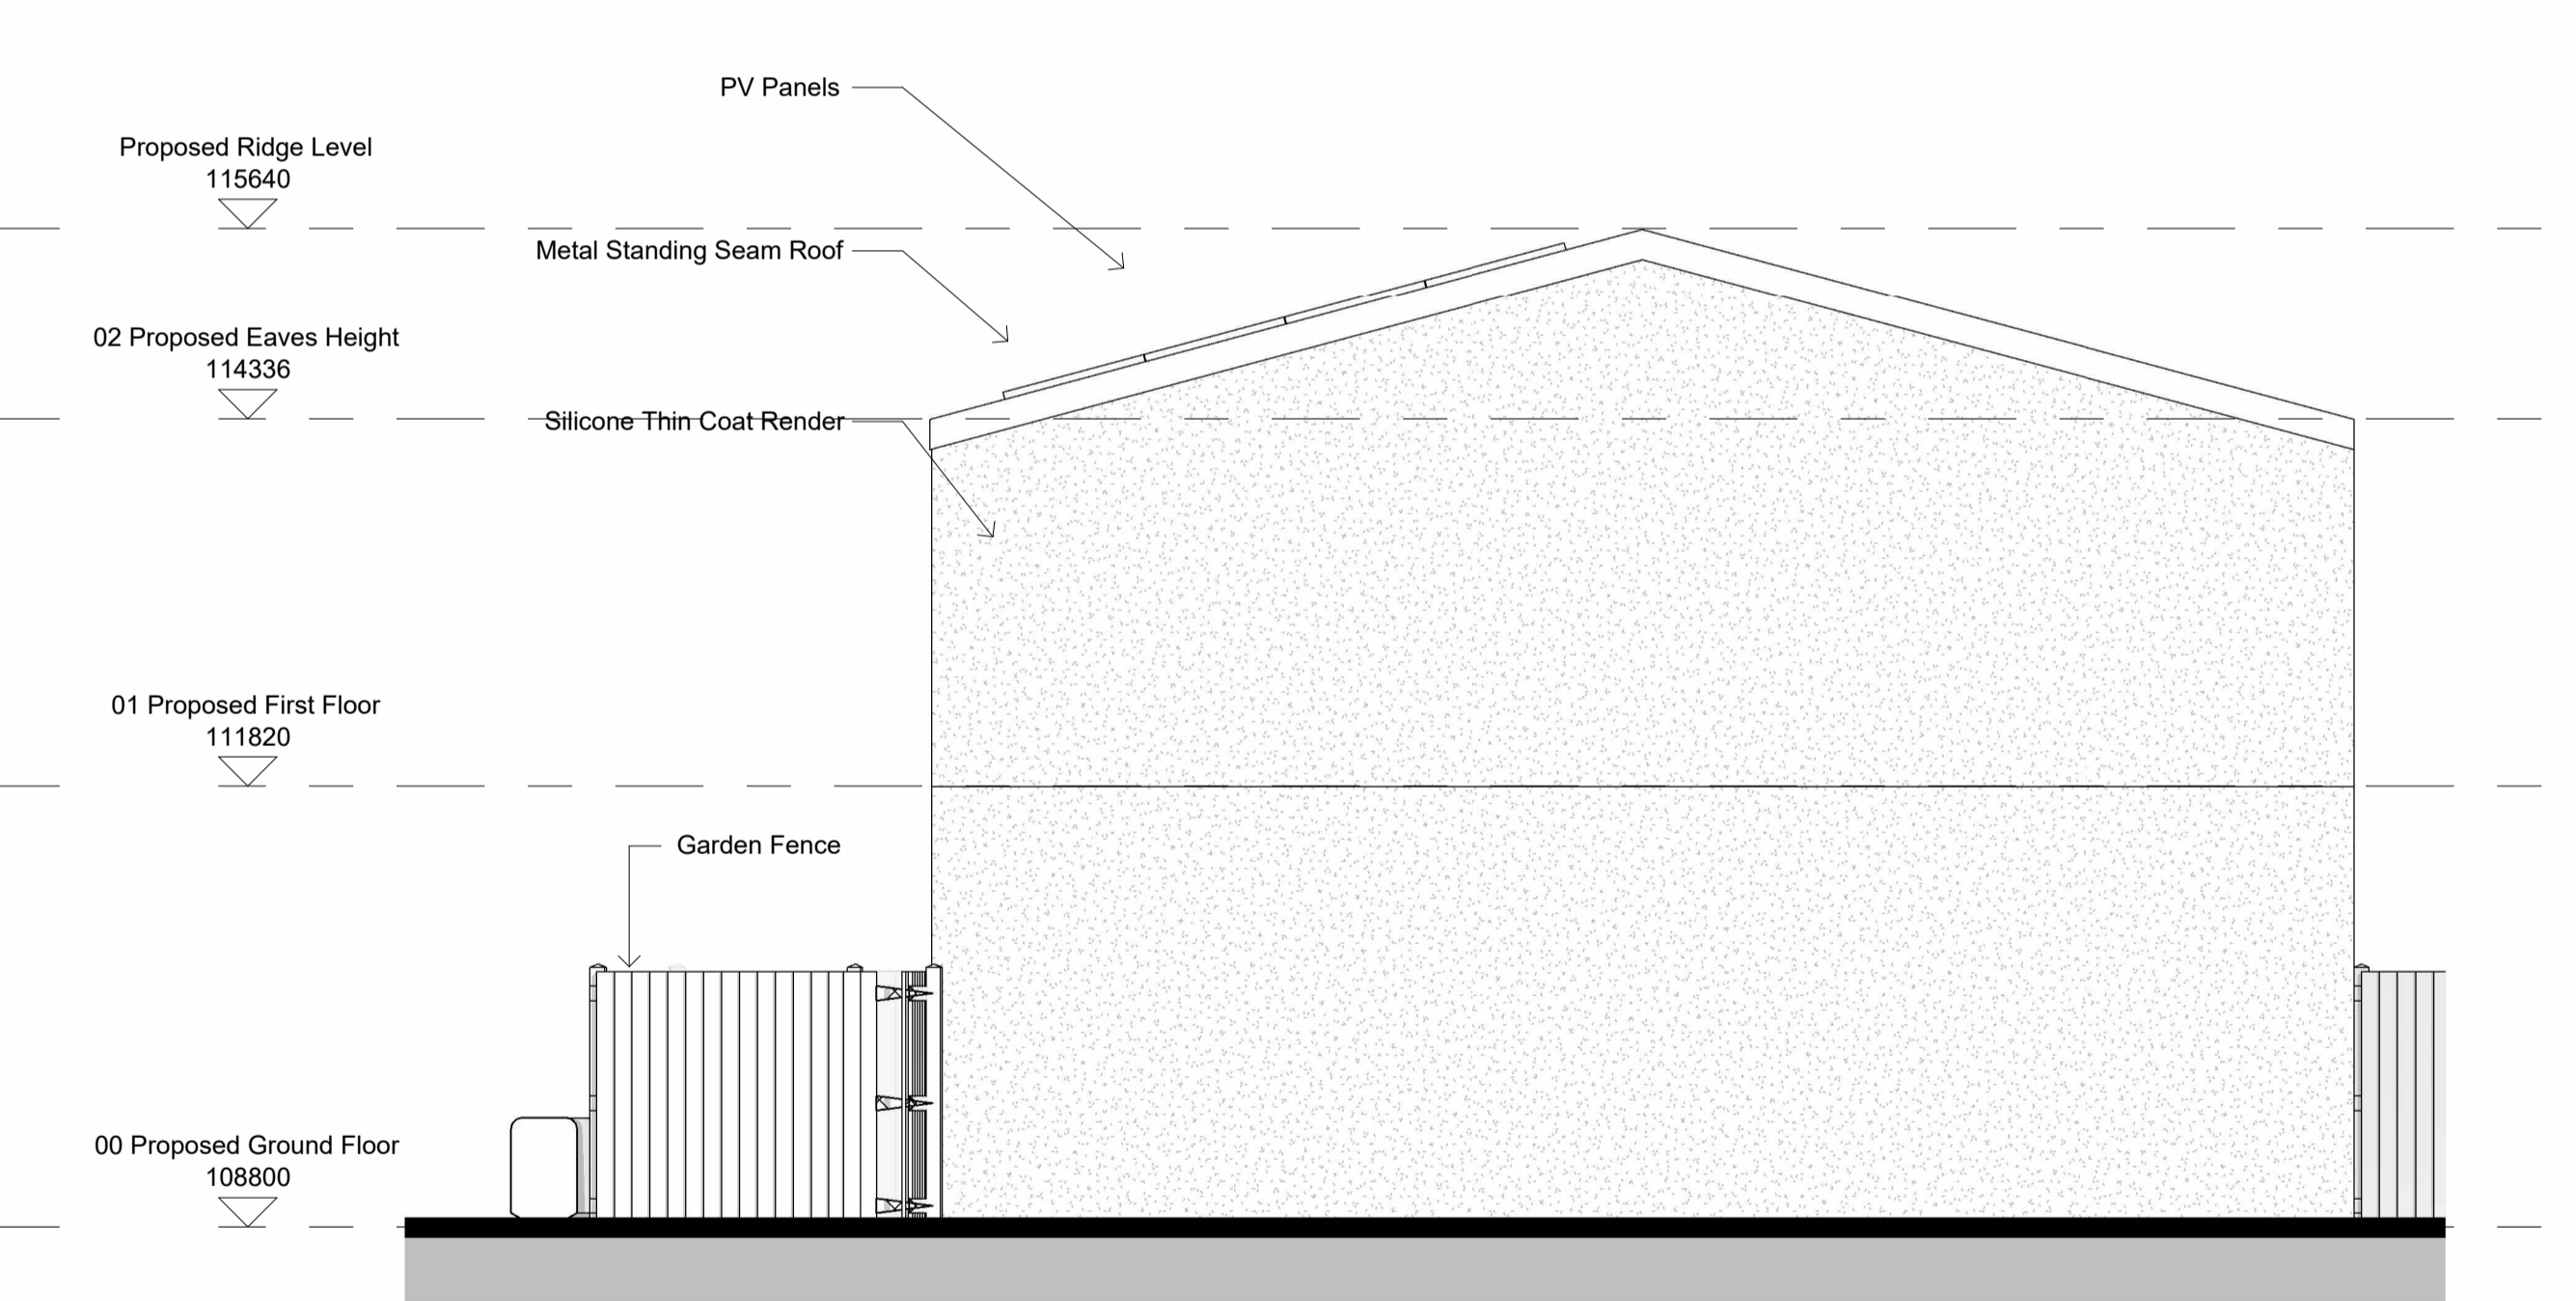 PV Panels
Proposed Ridge Level
115640
Metal Standing Seam Roof
02 Proposed Eaves Height
114336
Silicone Thin Coat Render
01 Proposed First Floor
111820
Garden Fence
00 Proposed Ground Floor
108800